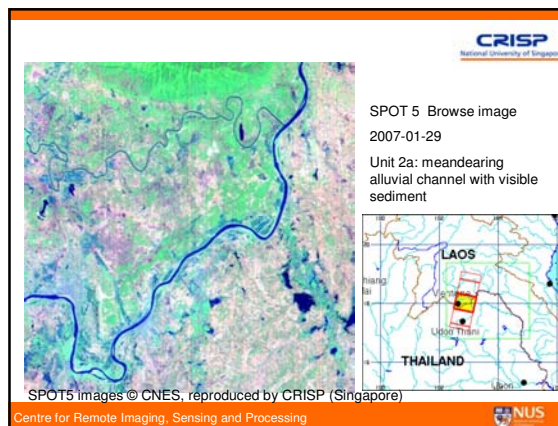 CRISP
National University of Singapore
SPOT 5 Browse image
2007-01-29
Unit 2a: meandearing
alluvial channel with visible
sediment
LAOS
Vientiane
Udon Thani
THAILAND
SPOT5 images © CNES, reproduced by CRISP (Singapore)
Centre for Remote Imaging, Sensing and Processing
NUS